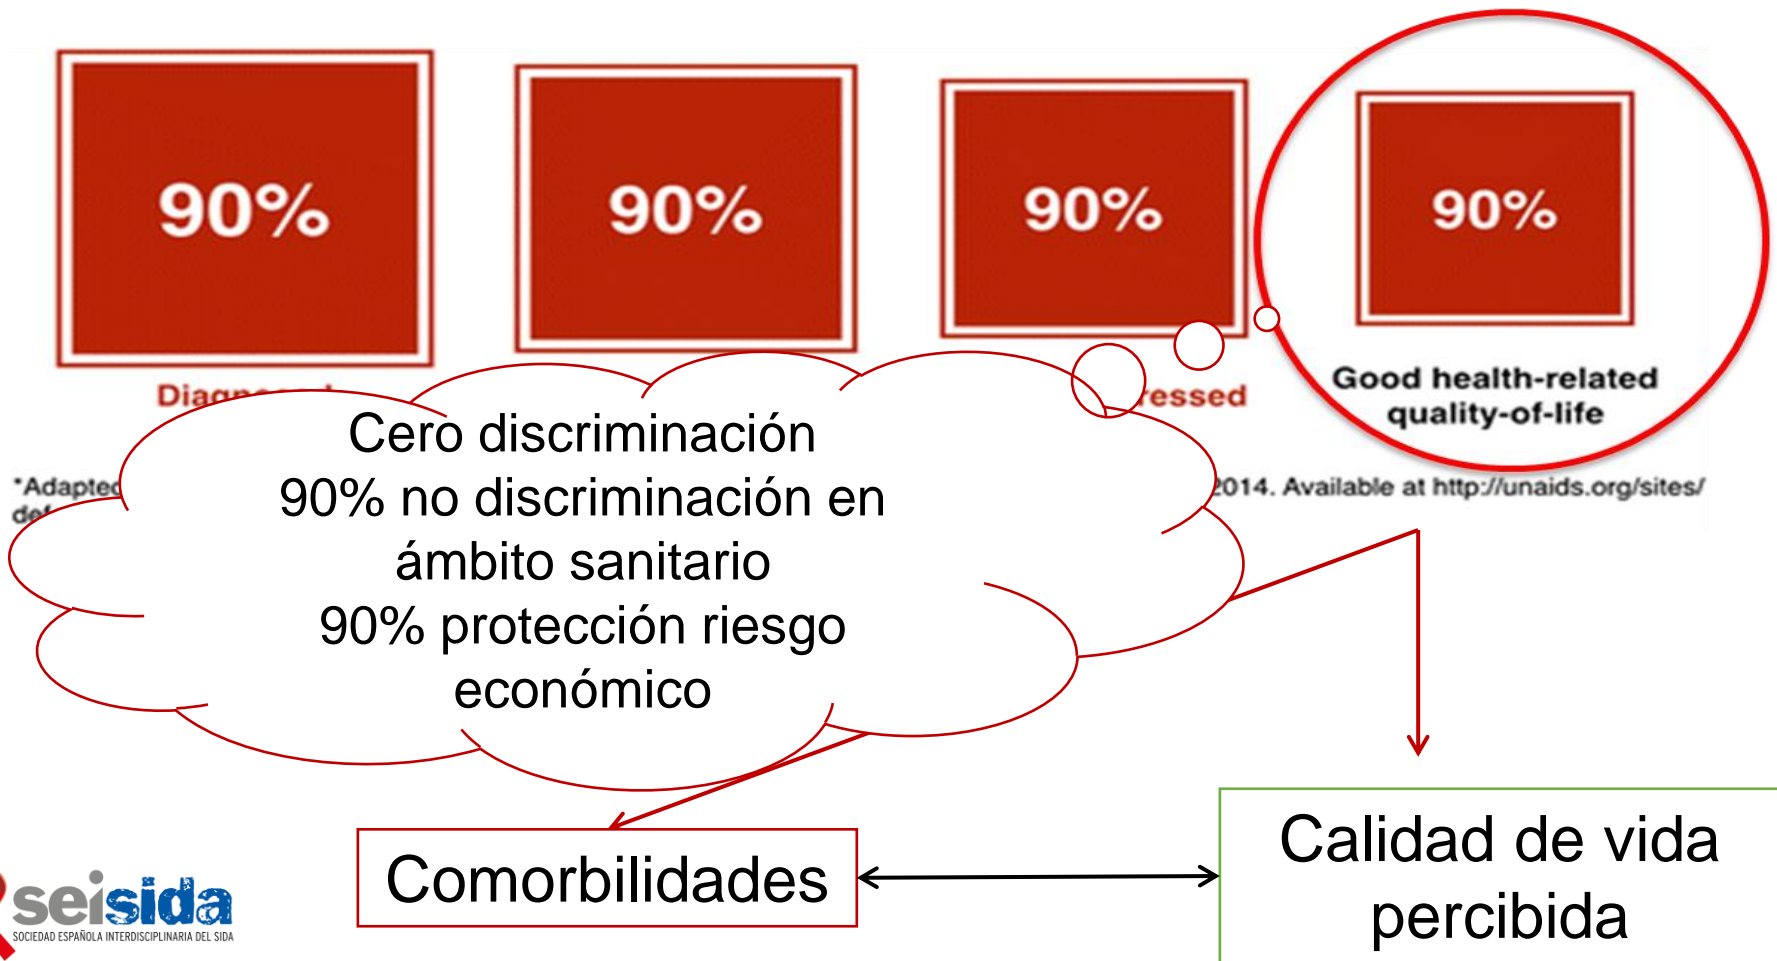 90%
90%
90%
90%
Good health-related
quality-of-life
Cero discriminación
90% no discriminación en
ámbito sanitario
90% protección riesgo
económico
2014. Available at http://unaids.org/sites/
Comorbilidades
Calidad de vida
percibida
seisida
SOCIEDAD ESPAÑOLA INTERDISCIPLINARIA DEL SIDA